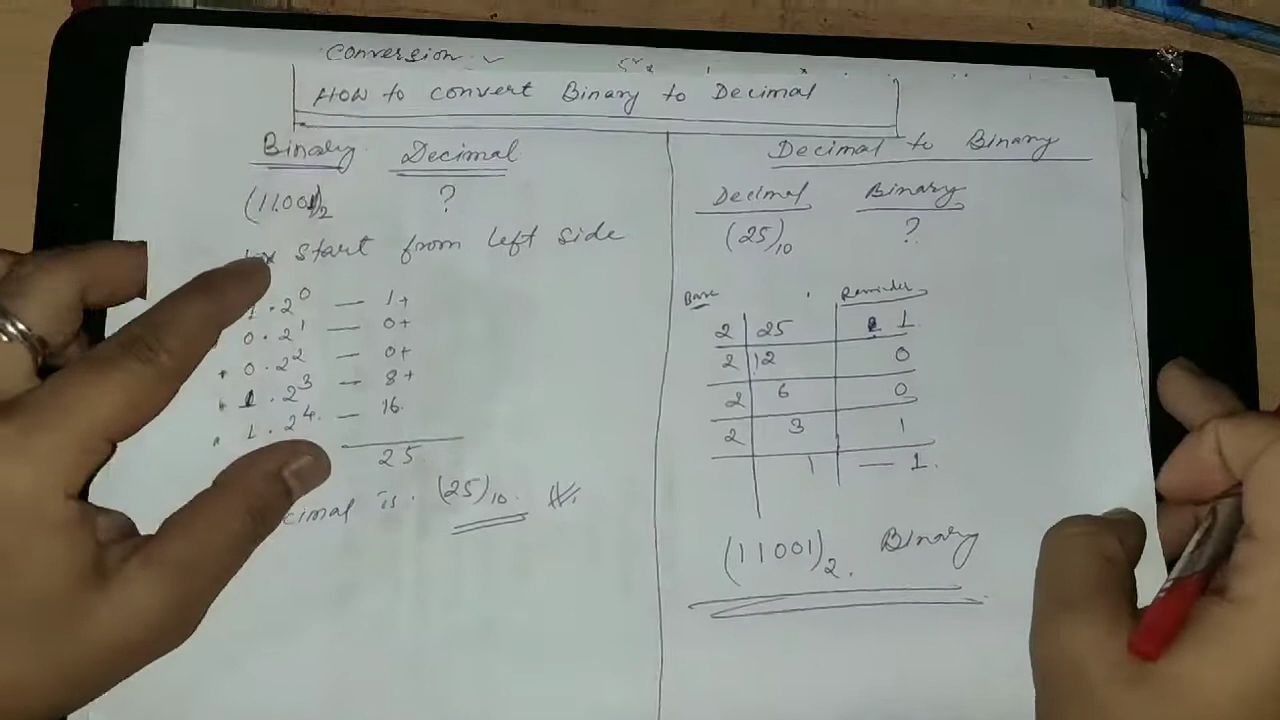 Conversion
HOW to convert Binary to Decimal
Binary Decimal
(11001)2 ?
start from left side
1 . 2^0 — 1+
0 . 2^1 — 0+
0 . 2^2 — 0+
1 . 2^3 — 8+
1 . 2^4 — 16
25
is (25)10
Decimal to Binary
Decimal Binary
(25)10 ?
Base Reminder
2 25 1
2 12 0
2 6 0
2 3 1
1 — 1
(11001)2 Binary